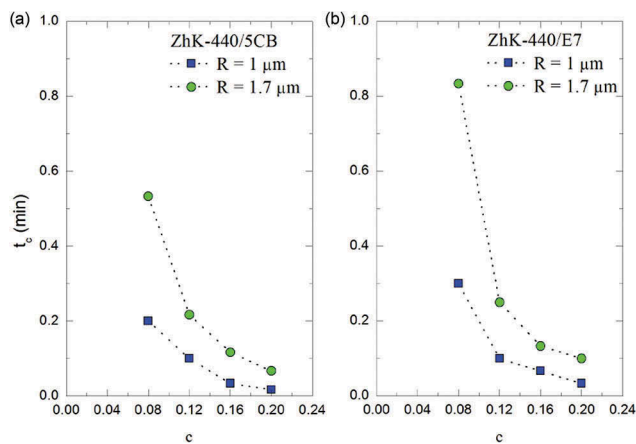 (a)
ZhK-440/5CB
R = 1 μm
R = 1.7 μm
1.0
0.8
0.6
0.4
0.2
0.0
t_c (min)
0.00 0.04 0.08 0.12 0.16 0.20 0.24
c
(b)
ZhK-440/E7
R = 1 μm
R = 1.7 μm
1.0
0.8
0.6
0.4
0.2
0.0
0.00 0.04 0.08 0.12 0.16 0.20 0.24
c